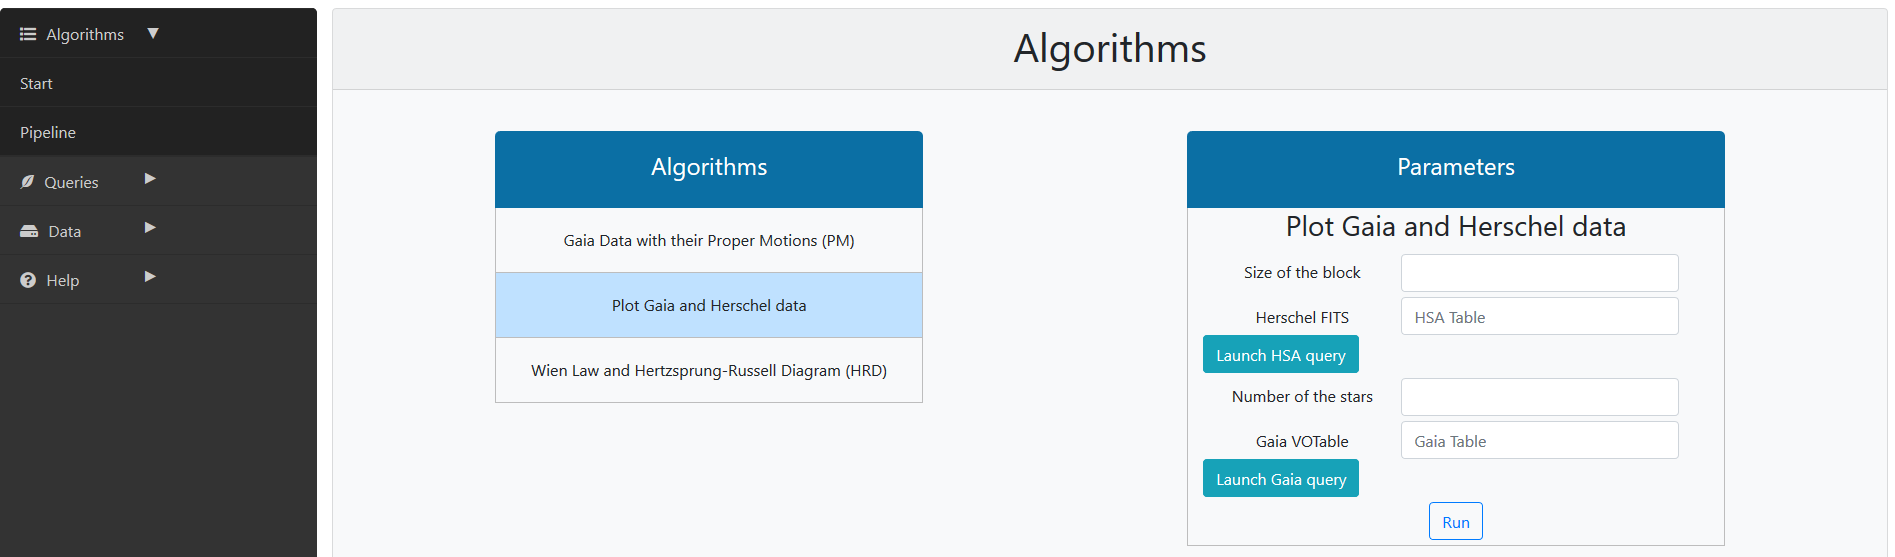 Algorithms ▼
Start
Pipeline
Queries ▶
Data ▶
Help ▶
Algorithms
Algorithms
Gaia Data with their Proper Motions (PM)
Plot Gaia and Herschel data
Wien Law and Hertzsprung-Russell Diagram (HRD)
Parameters
Plot Gaia and Herschel data
Size of the block
Herschel FITS HSA Table
Launch HSA query
Number of the stars
Gaia VOTable Gaia Table
Launch Gaia query
Run